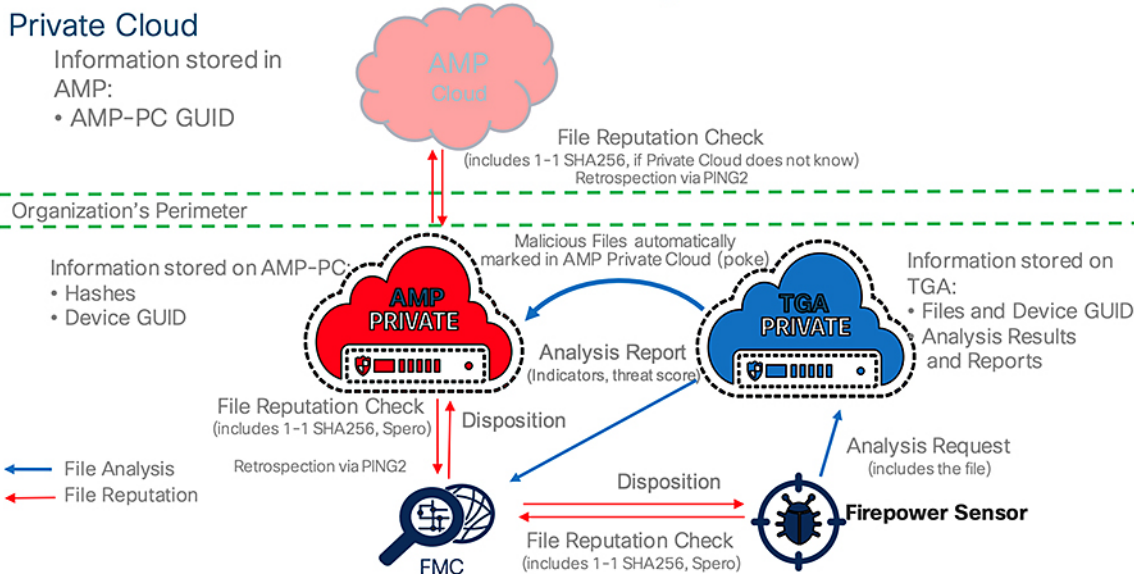 Private Cloud
Information stored in
AMP:
• AMP-PC GUID
AMP
Cloud
File Reputation Check
(includes 1-1 SHA256, if Private Cloud does not know)
Retrospection via PING2
Organization's Perimeter
Information stored on AMP-PC:
• Hashes
• Device GUID
AMP
PRIVATE
Malicious Files automatically
marked in AMP Private Cloud (poke)
TGA
PRIVATE
Information stored on
TGA:
• Files and Device GUID
• Analysis Results
and Reports
Analysis Report
(Indicators, threat score)
File Reputation Check
(includes 1-1 SHA256, Spero)
Retrospection via PING2
Disposition
Analysis Request
(includes the file)
File Analysis
File Reputation
FMC
Disposition
File Reputation Check
(includes 1-1 SHA256, Spero)
Firepower Sensor